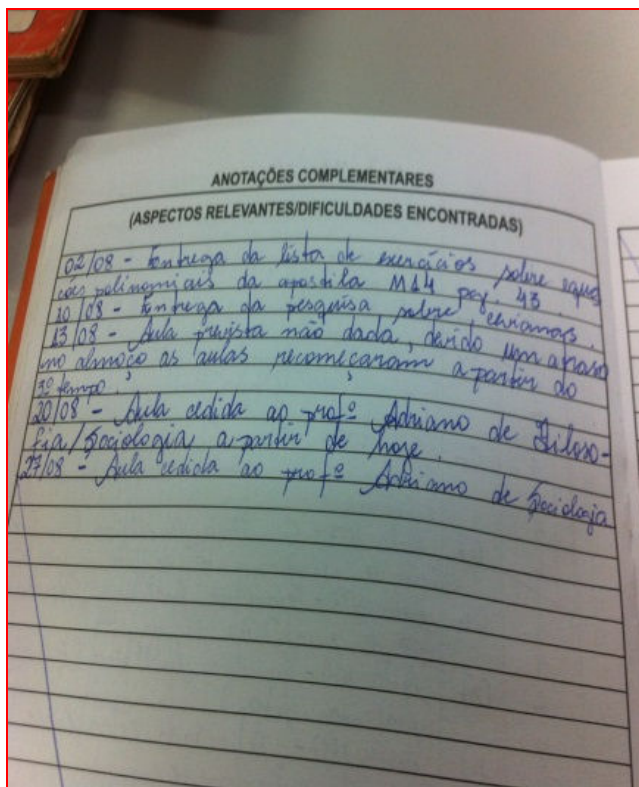 ANOTAÇÕES COMPLEMENTARES
(ASPECTOS RELEVANTES/DIFICULDADES ENCONTRADAS)
02/08 - Entrega da lista de exercícios sobre equa
ções polinomiais da apostila M14 pag. 43.
10/08 - Entrega da pesquisa sobre cevianas.
13/08 - Aula prevista não dada, devido um atraso
no almoço as aulas recomeçaram a partir do
3º tempo.
20/08 - Aula cedida ao profº Adriano de Filoso-
fia/Sociologia a partir de hoje.
27/08 - Aula cedida ao profº Adriano de Sociologia